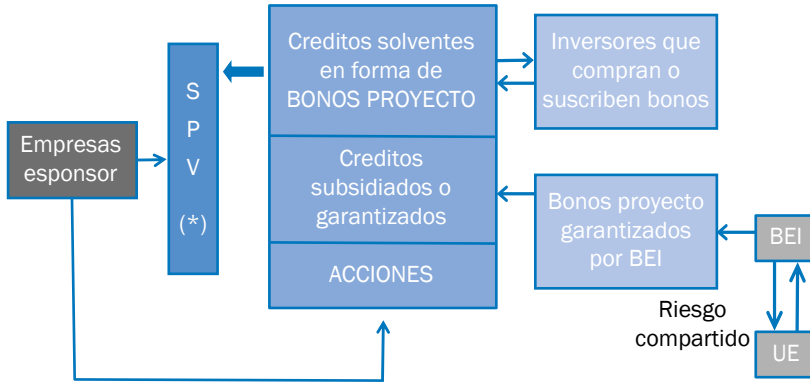 Empresas
esponsor
S
P
V
(*)
Creditos solventes
en forma de
BONOS PROYECTO
Creditos
subsidiados o
garantizados
ACCIONES
Inversores que
compran o
suscriben bonos
Bonos proyecto
garantizados
por BEI
BEI
Riesgo
compartido
UE